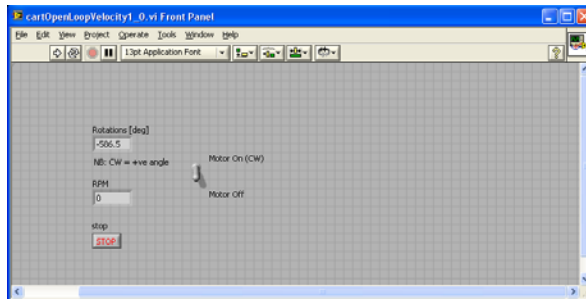 cartOpenLoopVelocity1_0.vi Front Panel
File Edit View Project Operate Tools Window Help
13pt Application Font
Rotations [deg]
-586.5
NB: CW = +ve angle
Motor On (CW)
RPM
0
Motor Off
stop
STOP